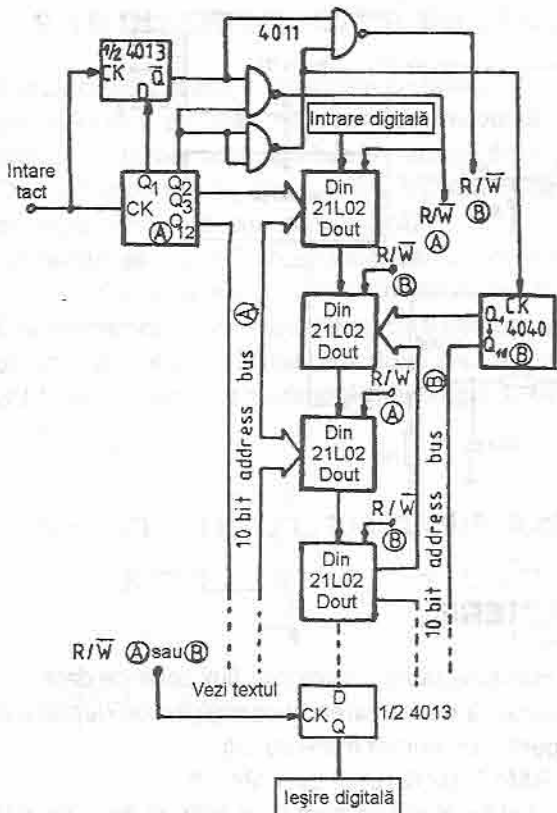 4011
1/2 4013
CK Q̅
D
Intrare digitală
Intare
tact
Q1 Q2
Q3
CK
Q12
Ⓐ
Din
21L02
Dout
R/W̅
Ⓐ
R/W̅
Ⓑ
R/W̅
Ⓑ
Din
21L02
Dout
CK
Q1 4040
Q11 Ⓑ
R/W̅
Ⓐ
Din
21L02
Dout
10 bit address bus Ⓐ
10 bit address bus Ⓑ
R/W̅
Ⓑ
Din
21L02
Dout
R/W̅ Ⓐ sau Ⓑ
Vezi textul
D
CK
Q
1/2 4013
Ieşire digitală